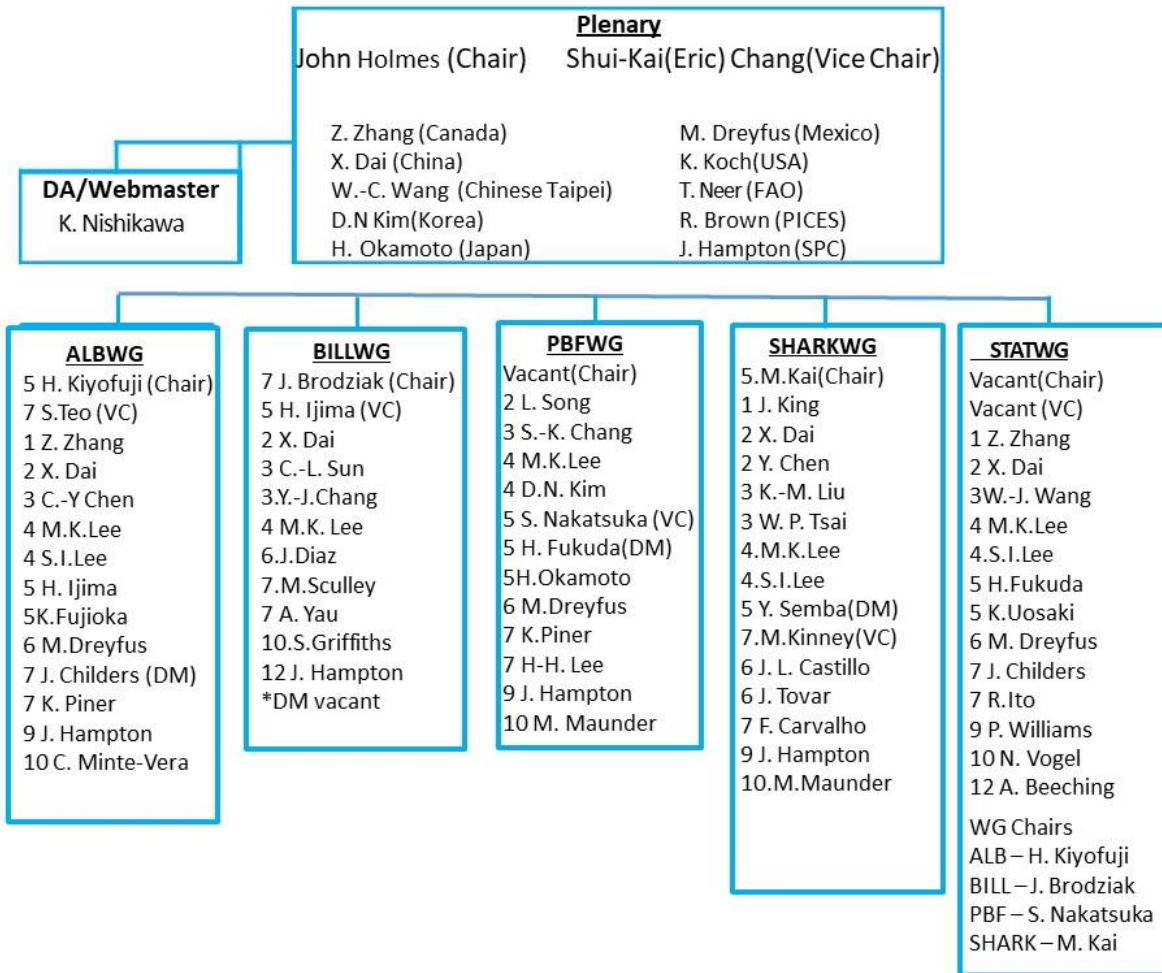 Plenary
John Holmes (Chair) Shui-Kai(Eric) Chang(Vice Chair)
Z. Zhang (Canada)
X. Dai (China)
W.-C. Wang (Chinese Taipei)
D.N Kim(Korea)
H. Okamoto (Japan)
M. Dreyfus (Mexico)
K. Koch(USA)
T. Neer (FAO)
R. Brown (PICES)
J. Hampton (SPC)
DA/Webmaster
K. Nishikawa
ALBWG
5 H. Kiyofuji (Chair)
7 S.Teo (VC)
1 Z. Zhang
2 X. Dai
3 C.-Y Chen
4 M.K.Lee
4 S.I.Lee
5 H. Ijima
5K.Fujioka
6 M.Dreyfus
7 J. Childers (DM)
7 K. Piner
9 J. Hampton
10 C. Minte-Vera
BILLWG
7 J. Brodziak (Chair)
5 H. Ijima (VC)
2 X. Dai
3 C.-L. Sun
3.Y.-J.Chang
4 M.K. Lee
6.J.Diaz
7.M.Sculley
7 A. Yau
10.S.Griffiths
12 J. Hampton
*DM vacant
PBFWG
Vacant(Chair)
2 L. Song
3 S.-K. Chang
4 M.K.Lee
4 D.N. Kim
5 S. Nakatsuka (VC)
5 H. Fukuda(DM)
5H.Okamoto
6 M.Dreyfus
7 K.Piner
7 H-H. Lee
9 J. Hampton
10 M. Maunder
SHARKWG
5.M.Kai(Chair)
1 J. King
2 X. Dai
2 Y. Chen
3 K.-M. Liu
3 W. P. Tsai
4.M.K.Lee
4.S.I.Lee
5 Y. Semba(DM)
7.M.Kinney(VC)
6 J. L. Castillo
6 J. Tovar
7 F. Carvalho
9 J. Hampton
10.M.Maunder
STATWG
Vacant(Chair)
Vacant (VC)
1 Z. Zhang
2 X. Dai
3W.-J. Wang
4 M.K.Lee
4.S.I.Lee
5 H.Fukuda
5 K.Uosaki
6 M. Dreyfus
7 J. Childers
7 R.Ito
9 P. Williams
10 N. Vogel
12 A. Beeching
WG Chairs
ALB – H. Kiyofuji
BILL – J. Brodziak
PBF – S. Nakatsuka
SHARK – M. Kai